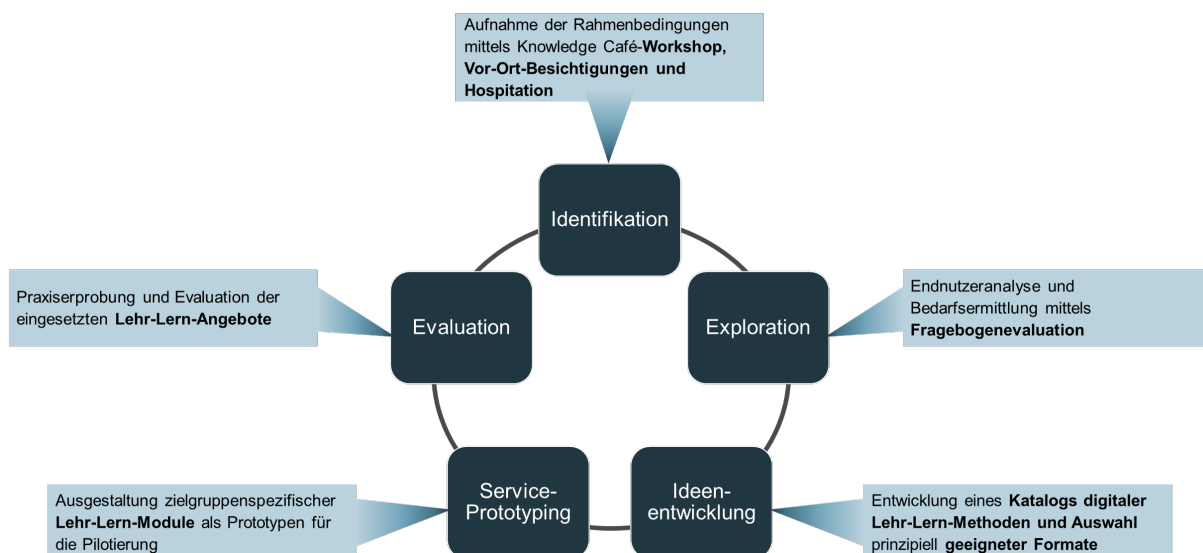 Aufnahme der Rahmenbedingungen
mittels Knowledge Café-Workshop,
Vor-Ort-Besichtigungen und
Hospitation
Identifikation
Praxiserprobung und Evaluation der
eingesetzten Lehr-Lern-Angebote
Evaluation
Exploration
Endnutzeranalyse und
Bedarfsermittlung mittels
Fragebogenevaluation
Ausgestaltung zielgruppenspezifischer
Lehr-Lern-Module als Prototypen für
die Pilotierung
Service-
Prototyping
Ideen-
entwicklung
Entwicklung eines Katalogs digitaler
Lehr-Lern-Methoden und Auswahl
prinzipiell geeigneter Formate